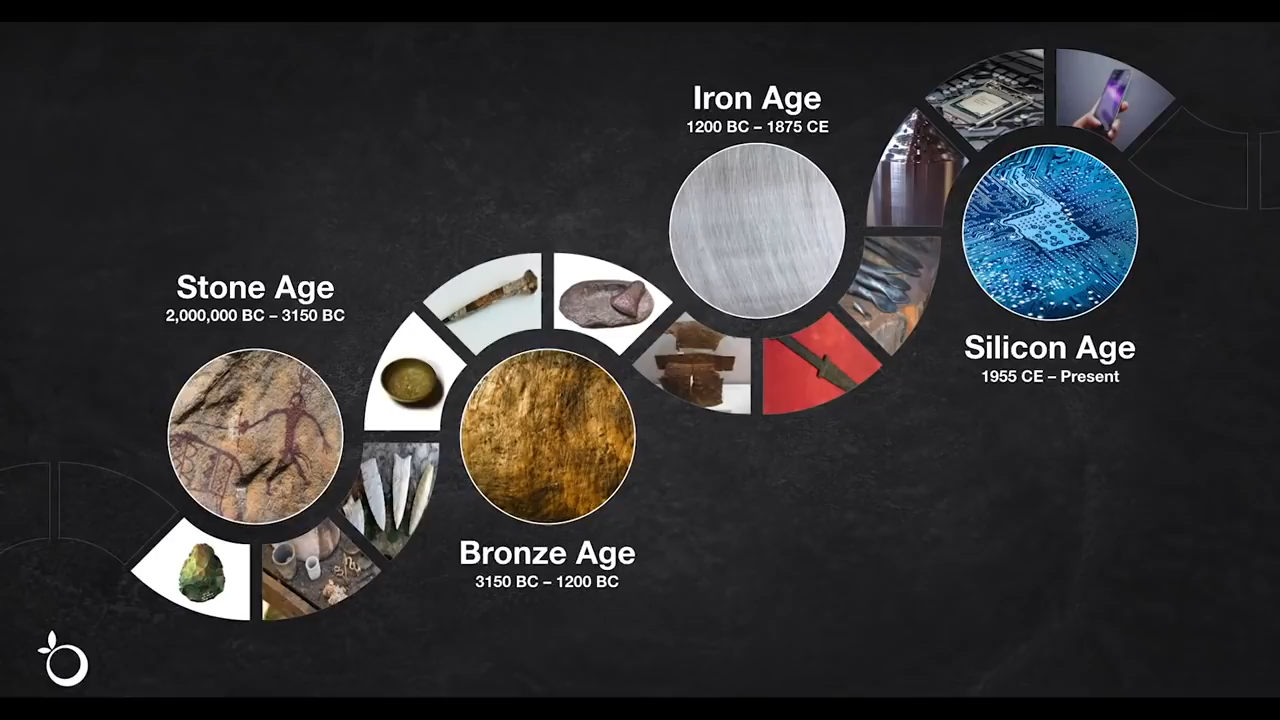 Stone Age
2,000,000 BC – 3150 BC
Bronze Age
3150 BC – 1200 BC
Iron Age
1200 BC – 1875 CE
Silicon Age
1955 CE – Present